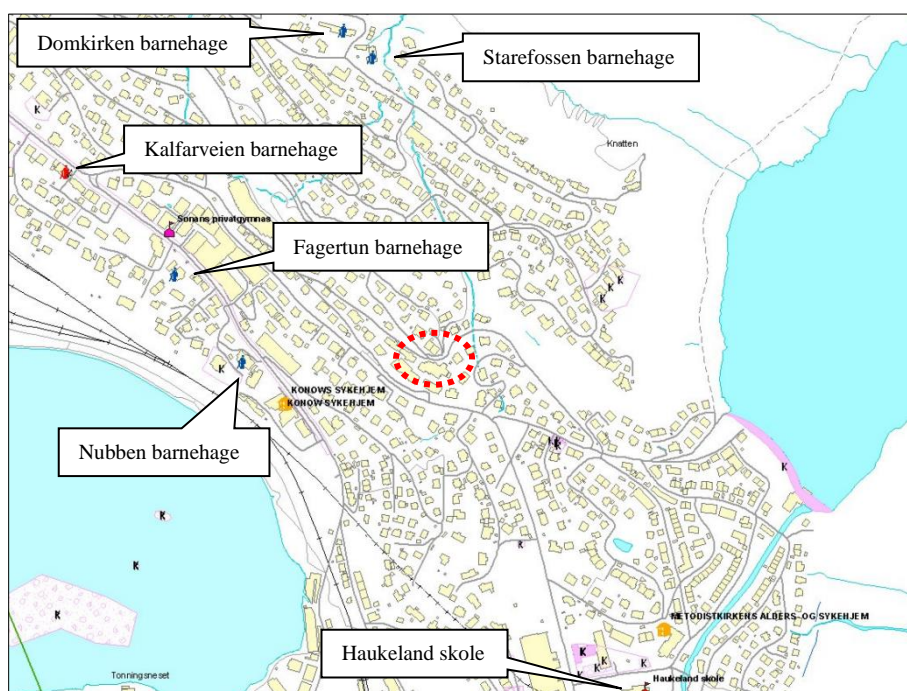 Domkirken barnehage
Starefossen barnehage
K
Kalfarveien barnehage
Knatten
Sonans privatgymnas
Fagertun barnehage
K
K
K
K
K
KONOWS SYKEHJEM
KONOW SYKEHJEM
Nubben barnehage
K
K
K
K
K
K
METODISTKIRKENS ALDERS- OG SYKEHJEM
Haukeland skole
K
K
K
K
K
Tonningsneset
Haukeland skole